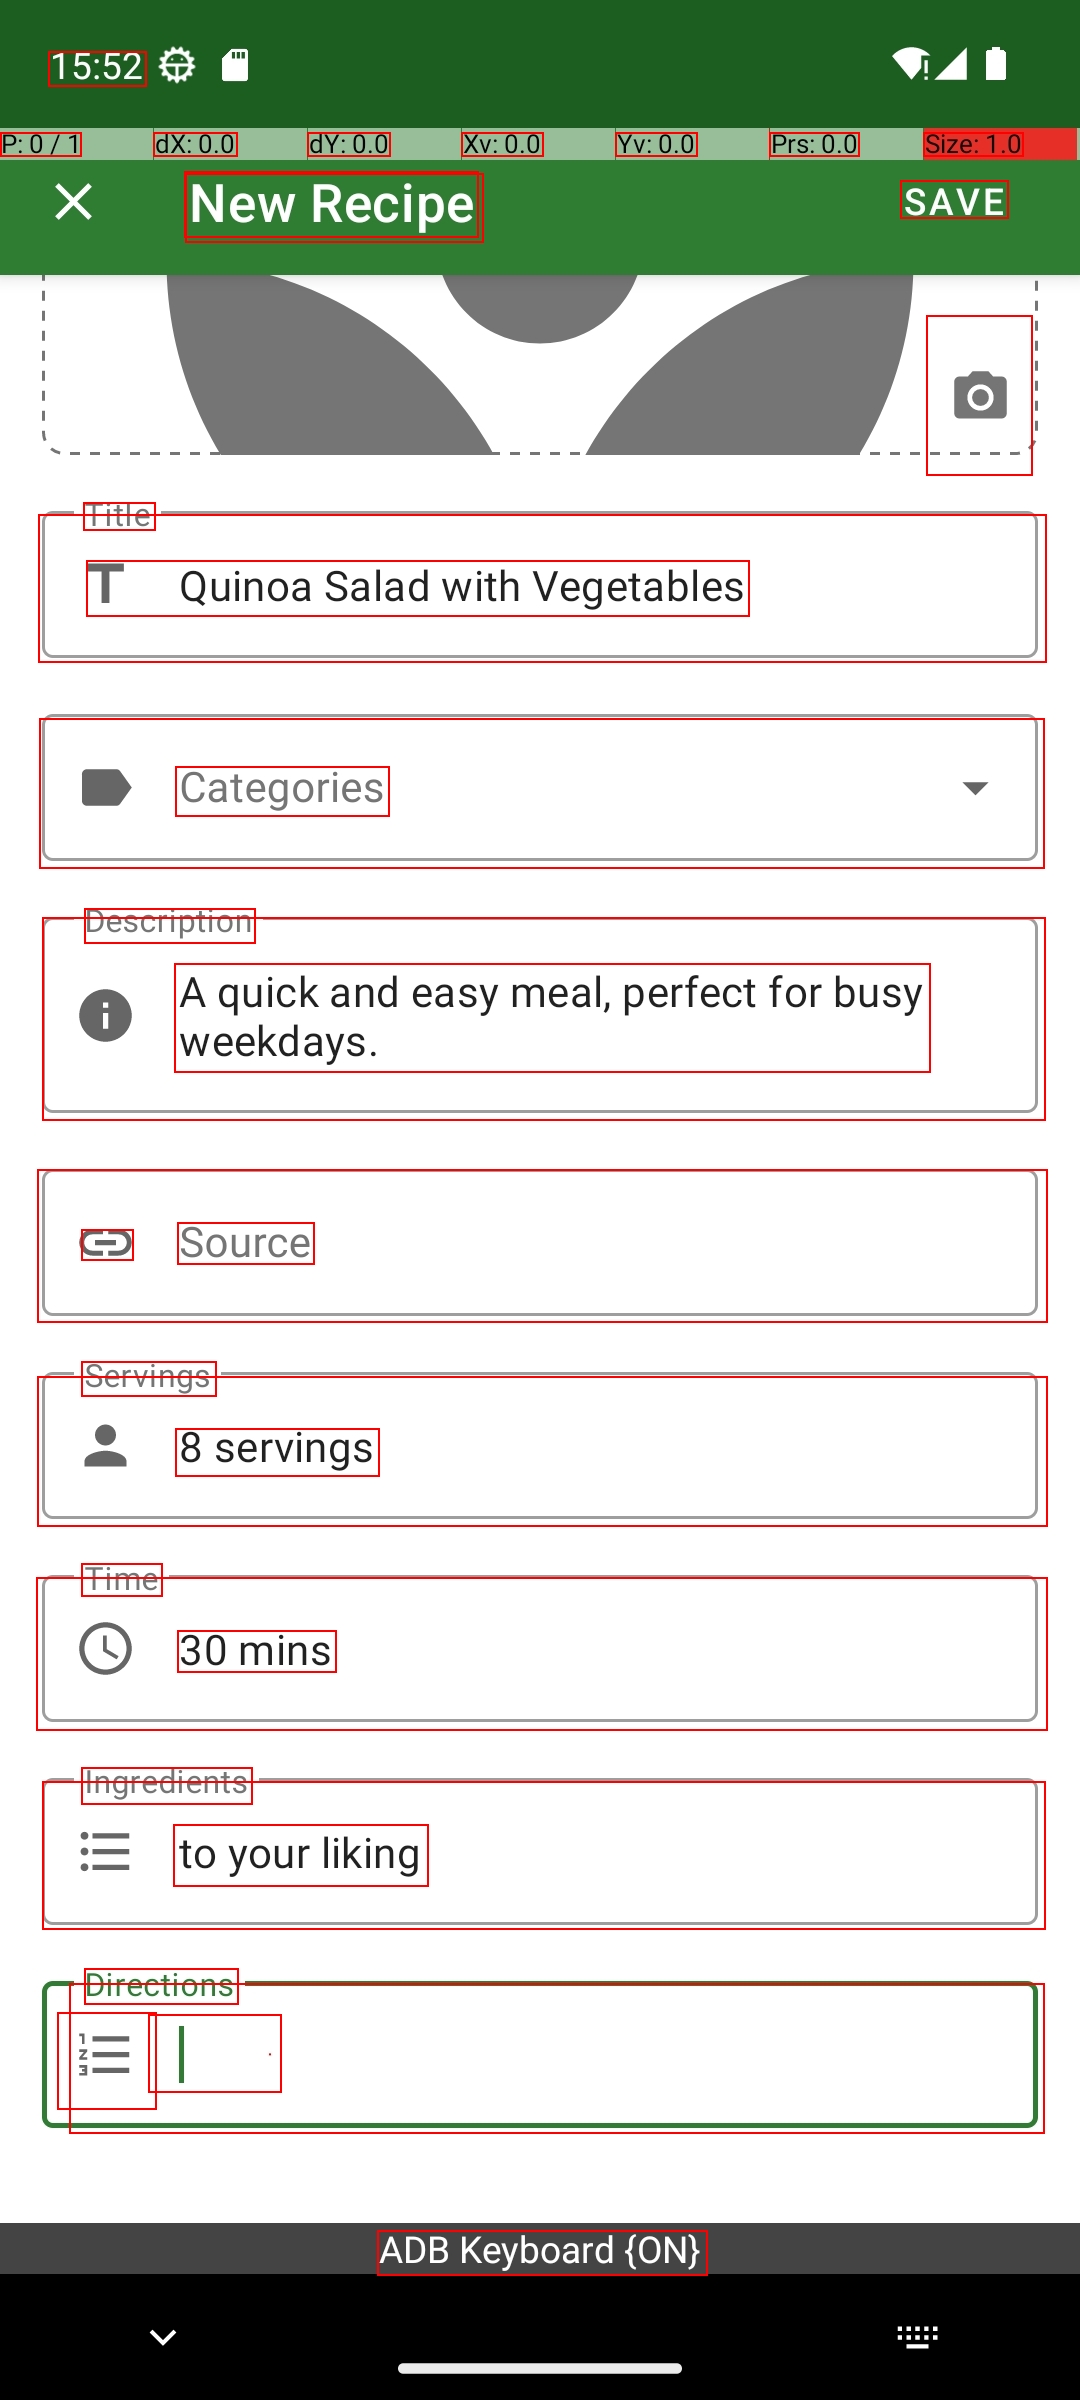 15:52
P: 0 / 1 dX: 0.0 dY: 0.0 Xv: 0.0 Yv: 0.0 Prs: 0.0 Size: 1.0
New Recipe SAVE
Title
Quinoa Salad with Vegetables
Categories
Description
A quick and easy meal, perfect for busy
weekdays.
Source
Servings
8 servings
Time
30 mins
Ingredients
to your liking
Directions
ADB Keyboard {ON}